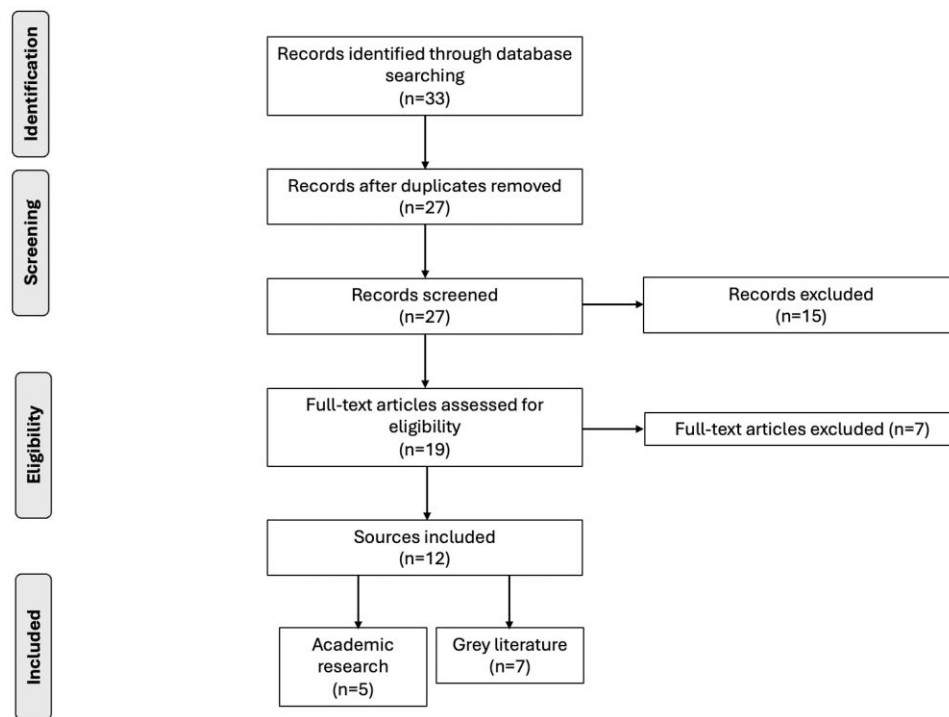 Identification
Records identified through database
searching
(n=33)
Screening
Records after duplicates removed
(n=27)
Records screened
(n=27)
Records excluded
(n=15)
Eligibility
Full-text articles assessed for
eligibility
(n=19)
Full-text articles excluded (n=7)
Sources included
(n=12)
Included
Academic
research
(n=5)
Grey literature
(n=7)